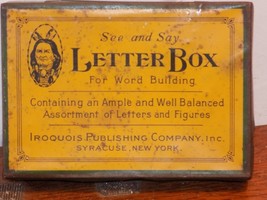 See and Say
LETTER BOX
For Word Building
Containing an Ample and Well Balanced
Assortment of Letters and Figures
IROQUOIS PUBLISHING COMPANY, INC.
SYRACUSE, NEW YORK.